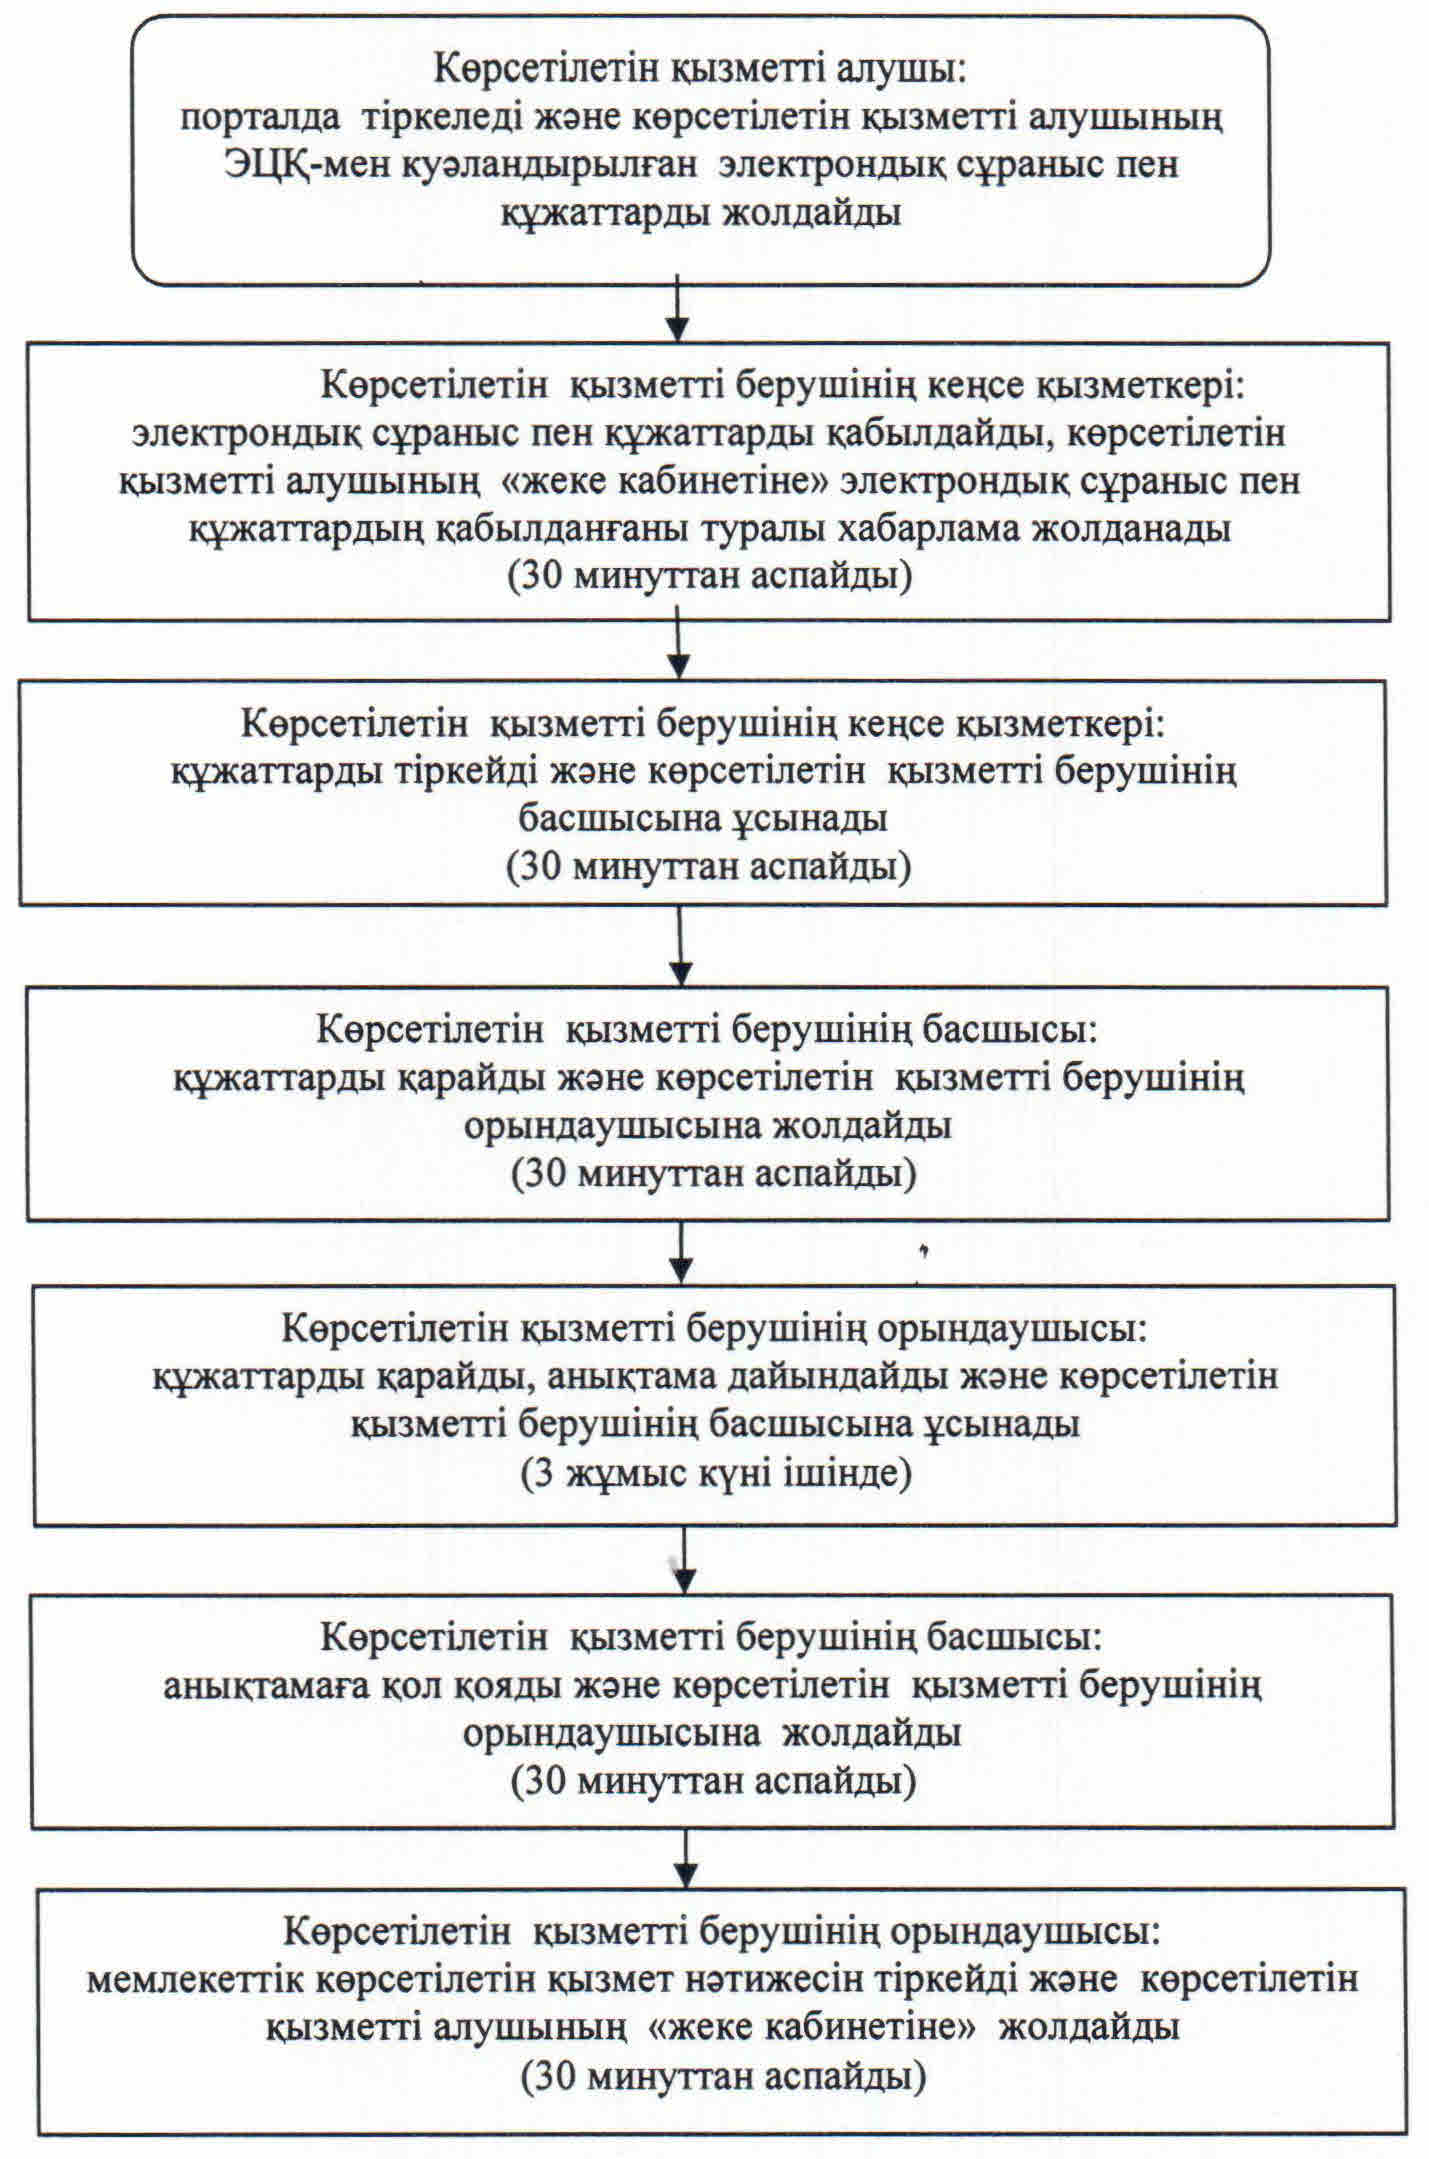 Көрсетілетін қызметті алушы:
порталда тіркеледі және көрсетілетін қызметті алушының
ЭЦҚ-мен куәландырылған электрондық сұраныс пен
құжаттарды жолдайды
Көрсетілетін қызметті берушінің кеңсе қызметкері:
электрондық сұраныс пен құжаттарды қабылдайды, көрсетілетін
қызметті алушының «жеке кабинетіне» электрондық сұраныс пен
құжаттардың қабылданғаны туралы хабарлама жолданады
(30 минуттан аспайды)
Көрсетілетін қызметті берушінің кеңсе қызметкері:
құжаттарды тіркейді және көрсетілетін қызметті берушінің
басшысына ұсынады
(30 минуттан аспайды)
Көрсетілетін қызметті берушінің басшысы:
құжаттарды қарайды және көрсетілетін қызметті берушінің
орындаушысына жолдайды
(30 минуттан аспайды)
Көрсетілетін қызметті берушінің орындаушысы:
құжаттарды қарайды, анықтама дайындайды және көрсетілетін
қызметті берушінің басшысына ұсынады
(3 жұмыс күні ішінде)
Көрсетілетін қызметті берушінің басшысы:
анықтамаға қол қояды және көрсетілетін қызметті берушінің
орындаушысына жолдайды
(30 минуттан аспайды)
Көрсетілетін қызметті берушінің орындаушысы:
мемлекеттік көрсетілетін қызмет нәтижесін тіркейді және көрсетілетін
қызметті алушының «жеке кабинетіне» жолдайды
(30 минуттан аспайды)